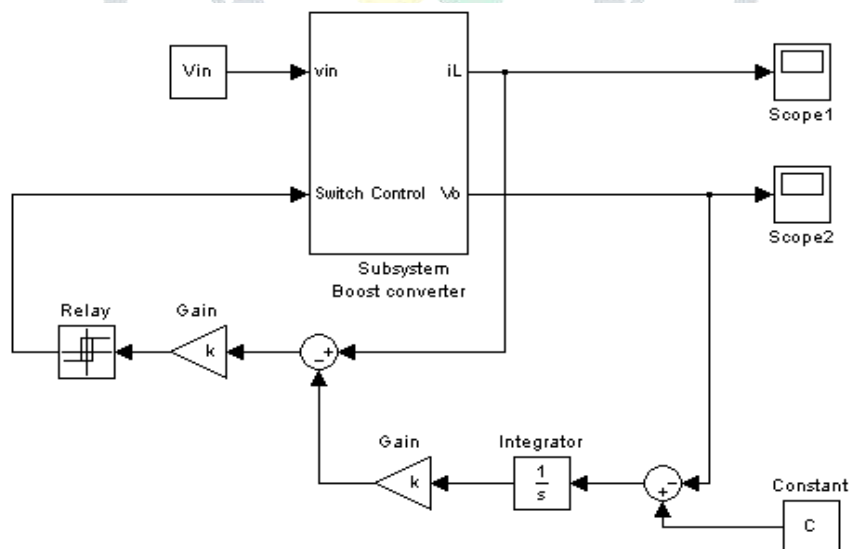 Vin
vin
iL
Scope1
Switch Control
Vo
Scope2
Subsystem
Boost converter
Relay
Gain
k
− +
−
Gain
k
Integrator
1
s
−
+
Constant
C